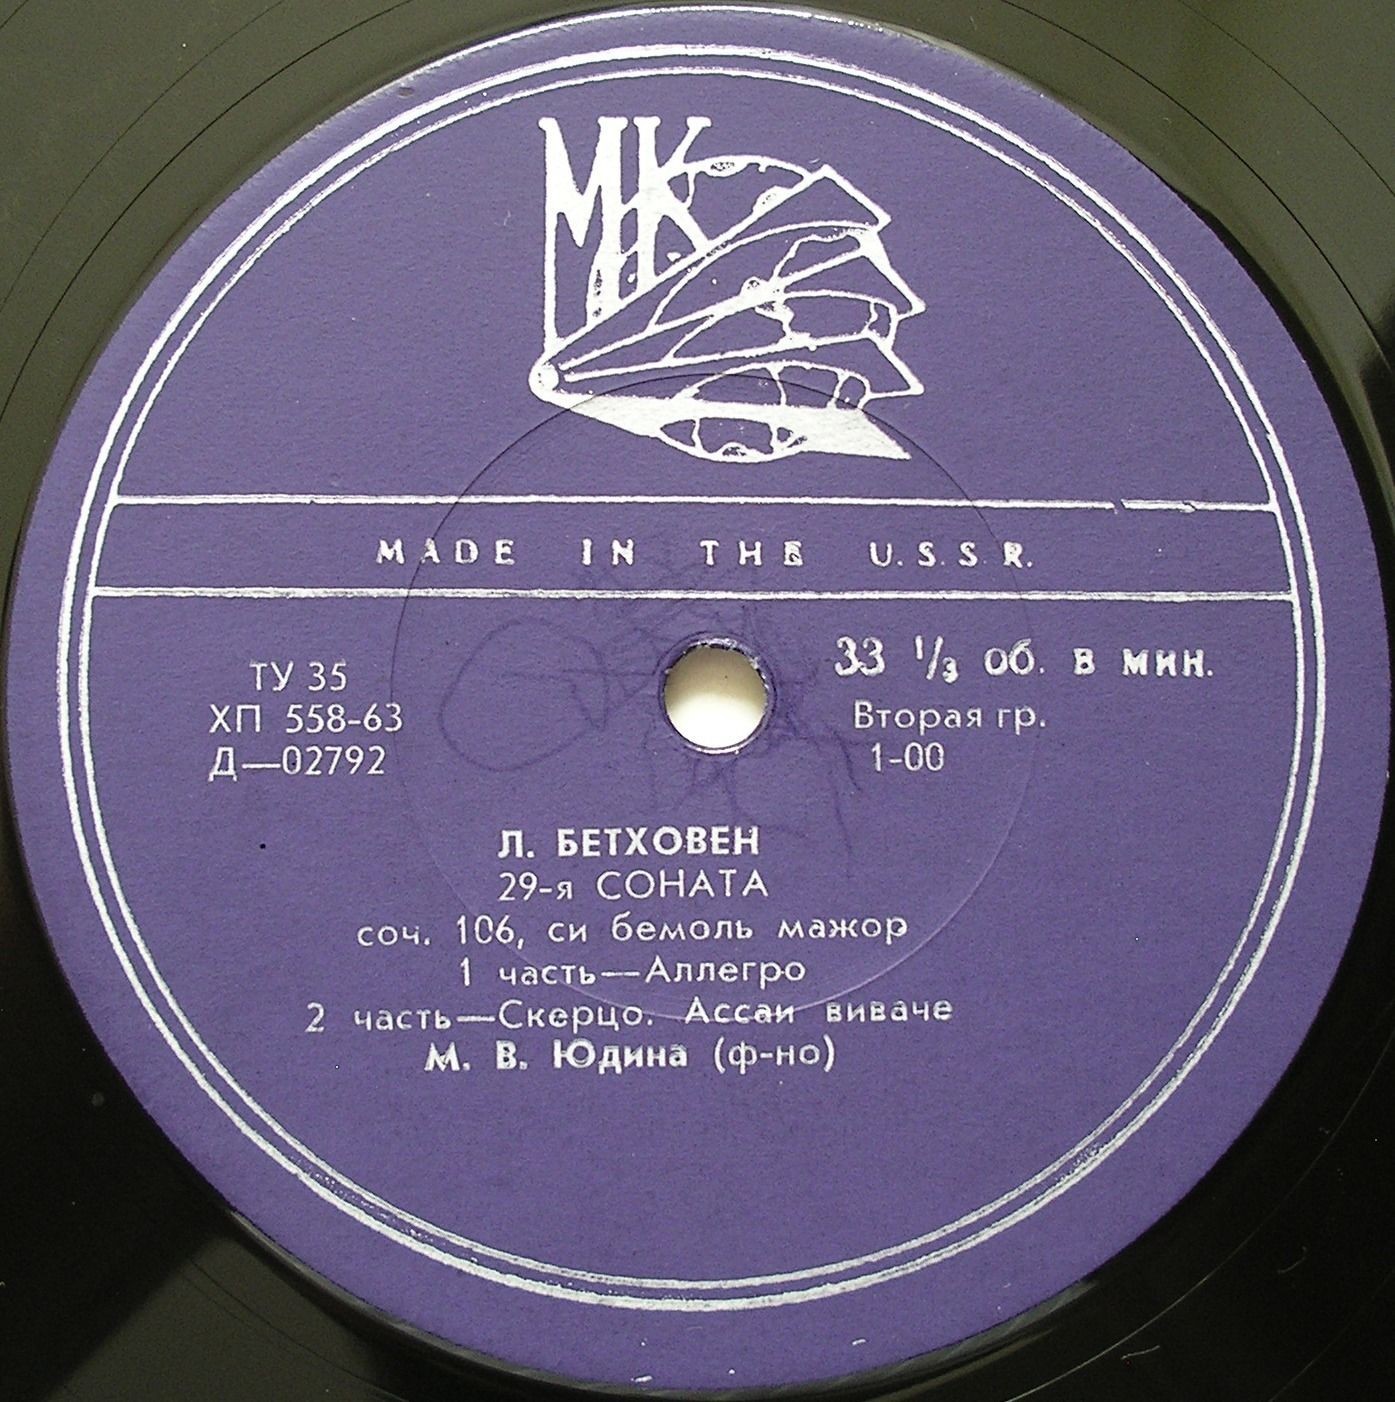 МК
MADE IN THE U.S.S.R.
ТУ 35
ХП 558-63
Д—02792
33 1/3 об. в мин.
Вторая гр.
1-00
Л. БЕТХОВЕН
29-я СОНАТА
соч. 106, си бемоль мажор
1 часть—Аллегро
2 часть—Скерцо. Ассаи виваче
М. В. Юдина (ф-но)